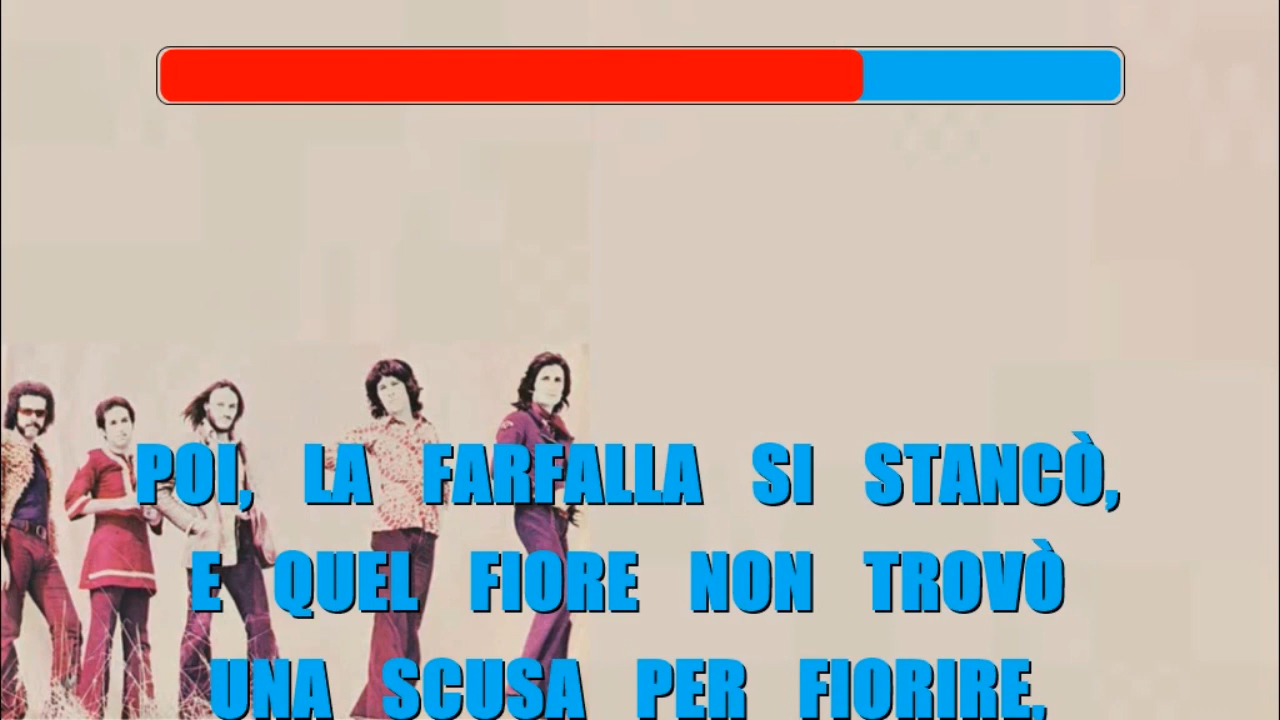 POI, LA FARFALLA SI STANCÒ,
E QUEL FIORE NON TROVÒ
UNA SCUSA PER FIORIRE,